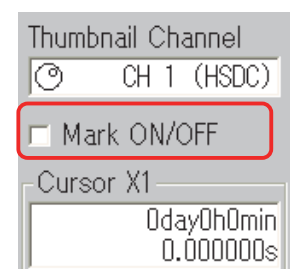 Thumbnail Channel
CH 1 (HSDC)
Mark ON/OFF
Cursor X1
0day0h0min
0.000000s